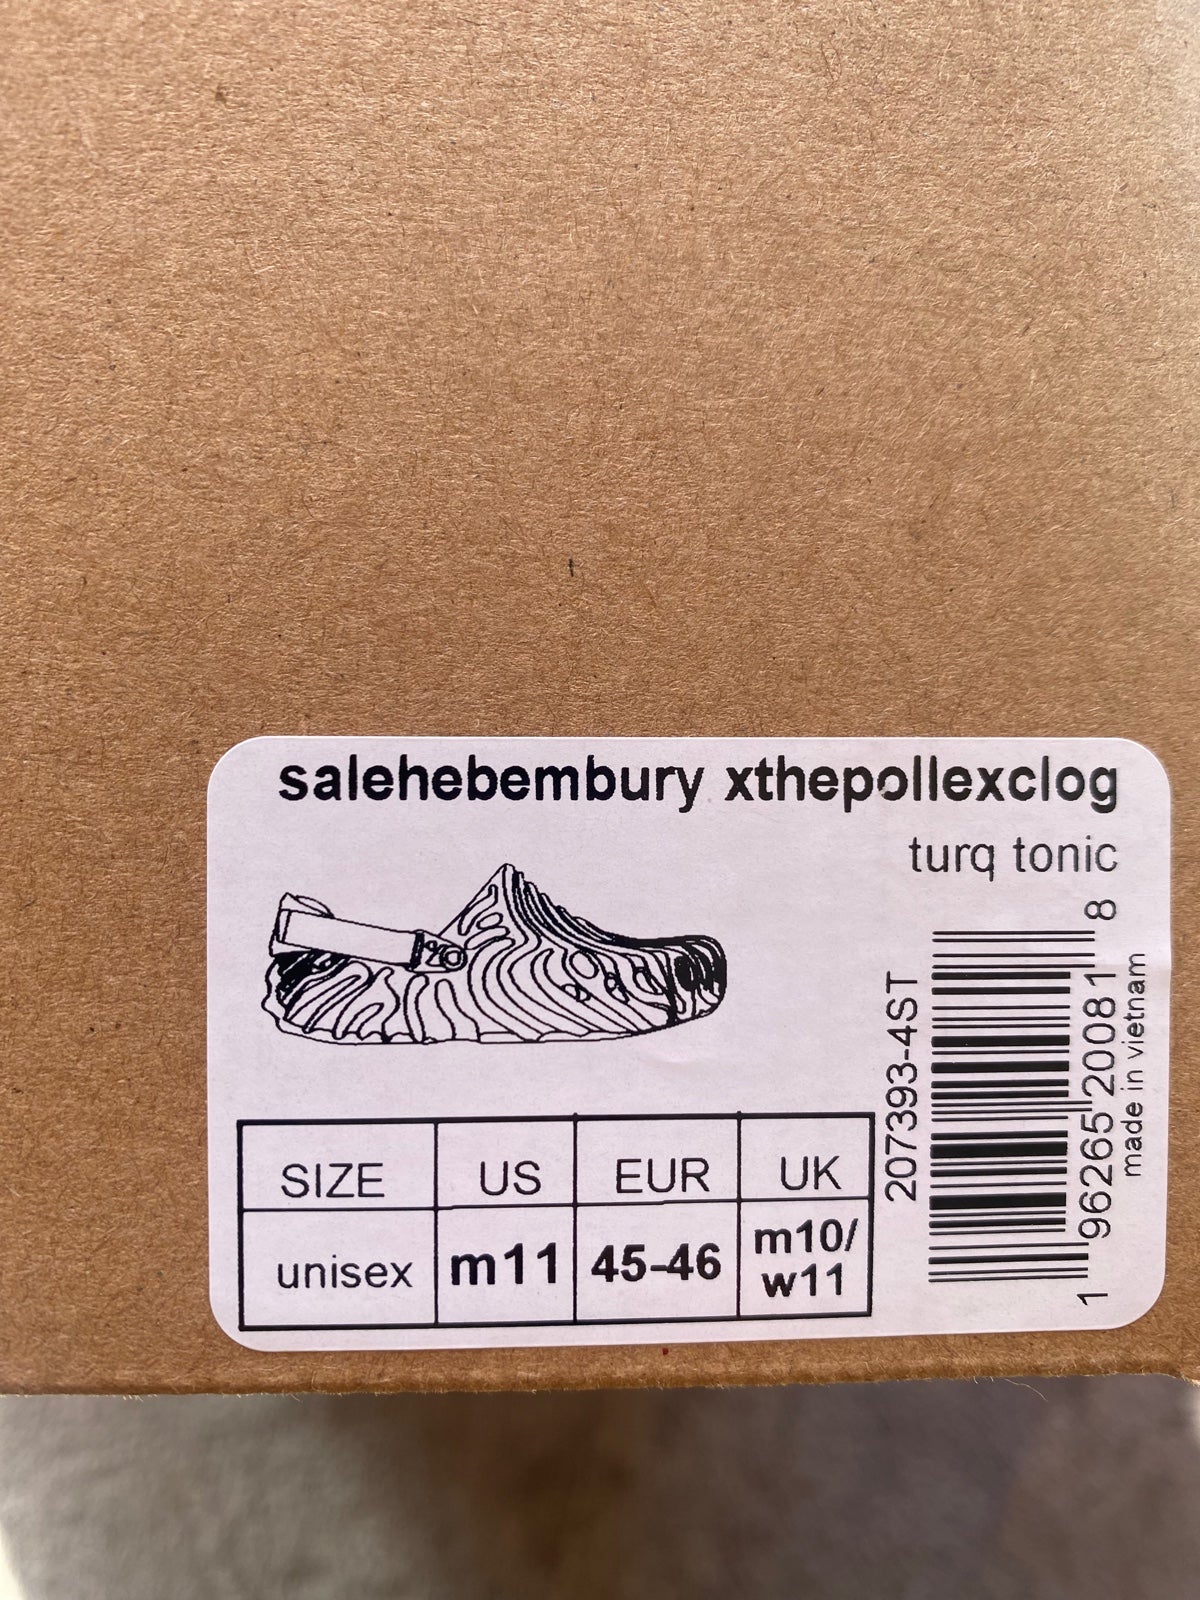 salehebembury xthepollexclog
turq tonic
SIZE US EUR UK
unisex m11 45-46 m10/
w11
207393-4ST
1 96265 20081 8
made in vietnam